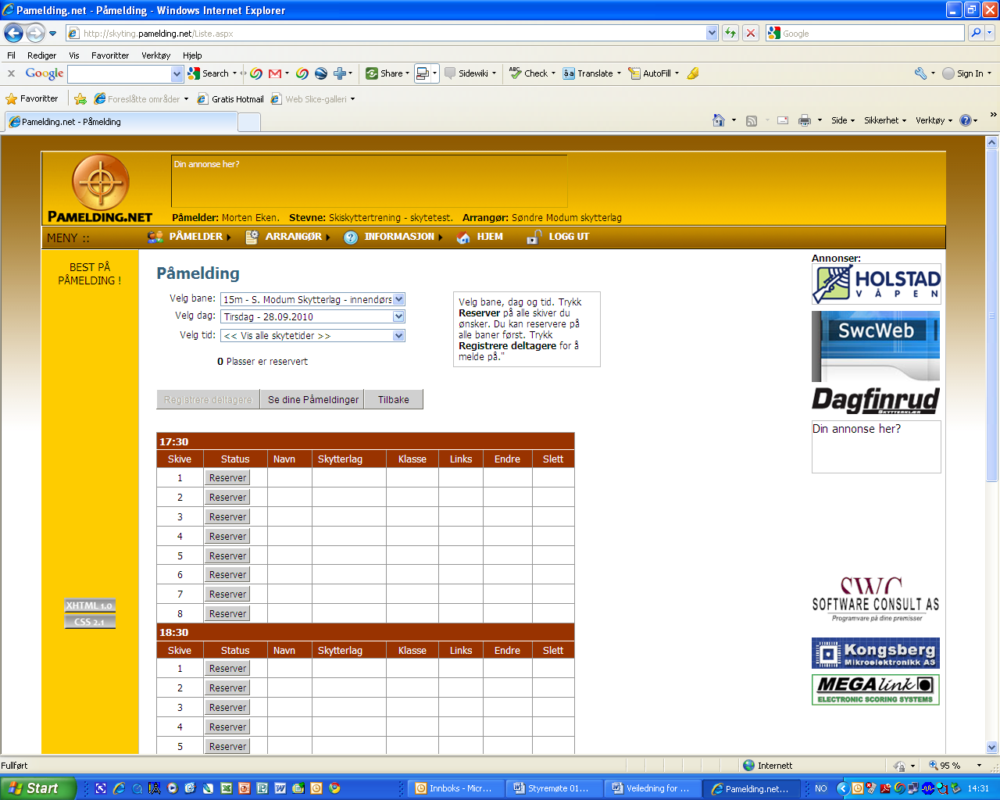 Pamelding.net - Påmelding - Windows Internet Explorer
http://skyting.pamelding.net/Liste.aspx
Google
Fil Rediger Vis Favoritter Verktøy Hjelp
x Google Search Share Sidewiki ABC Check áa Translate AutoFill Sign In
Favoritter Foreslåtte områder Gratis Hotmail Web Slice-galleri
Pamelding.net - Påmelding
Side Sikkerhet Verktøy »
Din annonse her?
PAMELDING.NET
Påmelder: Morten Eken. Stevne: Skiskyttertrening - skytetest. Arrangør: Søndre Modum skytterlag
MENY :: PÅMELDER ARRANGØR INFORMASJON HJEM LOGG UT
BEST PÅ
PÅMELDING !
XHTML 1.0
CSS 2.1
Påmelding
Velg bane: 15m - S. Modum Skytterlag - innendørs
Velg dag: Tirsdag - 28.09.2010
Velg tid: << Vis alle skytetider >>
0 Plasser er reservert
Velg bane, dag og tid. Trykk
Reserver på alle skiver du
ønsker. Du kan reservere på
alle baner først. Trykk
Registrere deltagere for å
melde på."
Registrere deltagere Se dine Påmeldinger Tilbake
17:30
Skive Status Navn Skytterlag Klasse Links Endre Slett
1 Reserver
2 Reserver
3 Reserver
4 Reserver
5 Reserver
6 Reserver
7 Reserver
8 Reserver
18:30
Skive Status Navn Skytterlag Klasse Links Endre Slett
1 Reserver
2 Reserver
3 Reserver
4 Reserver
5 Reserver
Annonser:
HOLSTAD
VÅPEN
SwcWeb
Dagfinrud
SKYTTERKLÆR
Din annonse her?
SWC
SOFTWARE CONSULT AS
Programvare på dine premisser
Kongsberg
Mikroelektronikk AS
MEGAlink
ELECTRONIC SCORING SYSTEMS
Fullført Internett 95 %
Start Innboks - Micr... Styremøte 01... Veiledning for ... Pamelding.net... NO 14:31